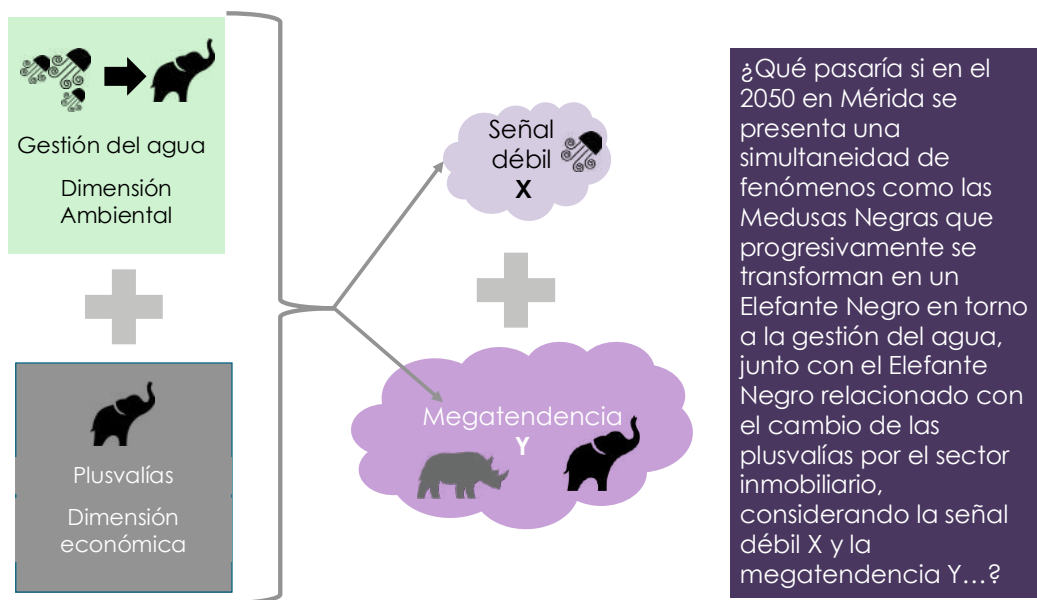 Gestión del agua
Dimensión
Ambiental
Plusvalías
Dimensión
económica
Señal
débil
X
Megatendencia
Y
¿Qué pasaría si en el
2050 en Mérida se
presenta una
simultaneidad de
fenómenos como las
Medusas Negras que
progresivamente se
transforman en un
Elefante Negro en torno
a la gestión del agua,
junto con el Elefante
Negro relacionado con
el cambio de las
plusvalías por el sector
inmobiliario,
considerando la señal
débil X y la
megatendencia Y…?